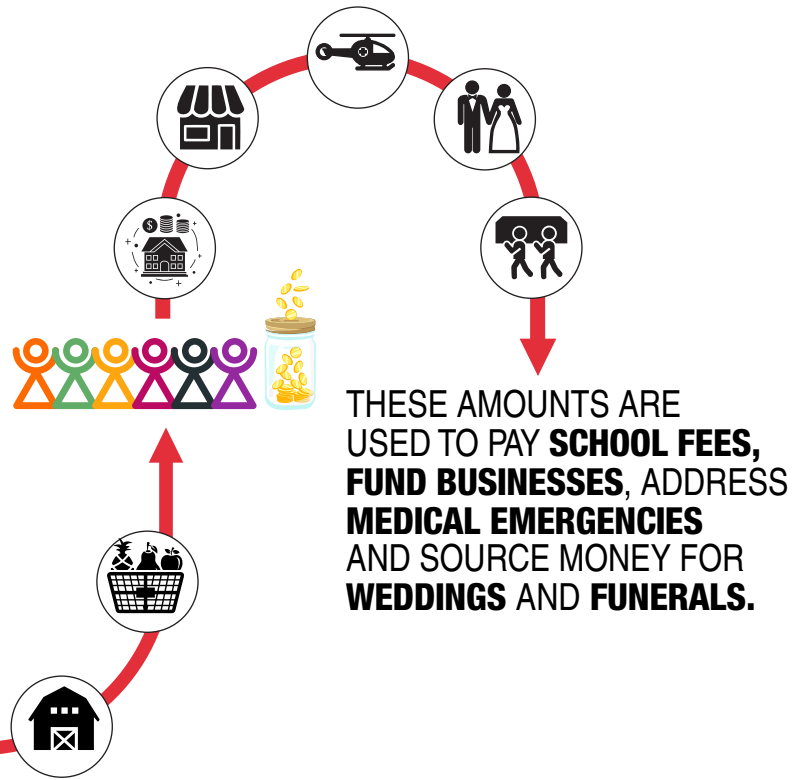 $
THESE AMOUNTS ARE
USED TO PAY SCHOOL FEES,
FUND BUSINESSES, ADDRESS
MEDICAL EMERGENCIES
AND SOURCE MONEY FOR
WEDDINGS AND FUNERALS.